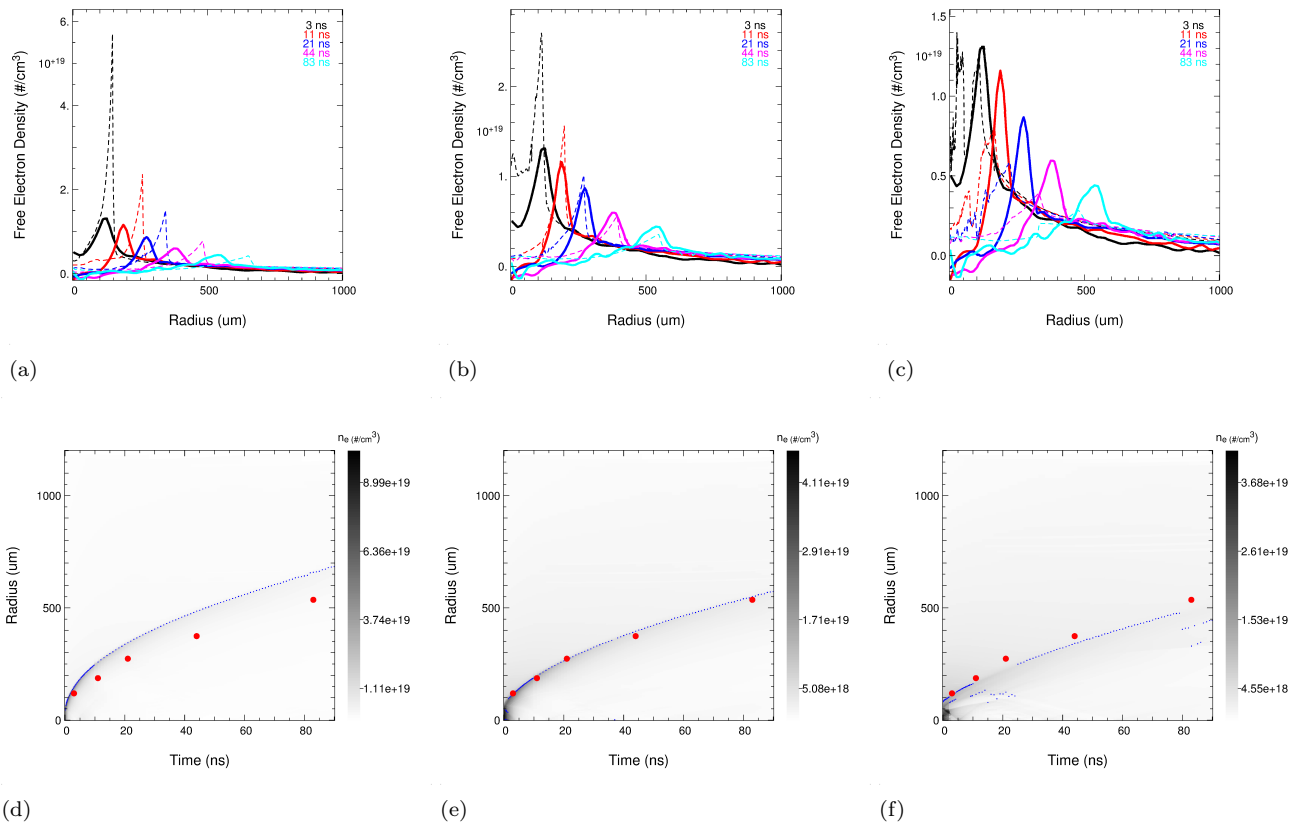 3 ns
11 ns
21 ns
44 ns
83 ns
6.
10+19
4.
2.
0.
0
500
1000
Free Electron Density (#/cm3)
Radius (um)
(a)
3 ns
11 ns
21 ns
44 ns
83 ns
2.
10+19
1.
0.
0
500
1000
Free Electron Density (#/cm3)
Radius (um)
(b)
3 ns
11 ns
21 ns
44 ns
83 ns
1.5
10+19
1.0
0.5
0.0
0
500
1000
Free Electron Density (#/cm3)
Radius (um)
(c)
ne (#/cm3)
8.99e+19
6.36e+19
3.74e+19
1.11e+19
1000
500
0
0
20
40
60
80
Radius (um)
Time (ns)
(d)
ne (#/cm3)
4.11e+19
2.91e+19
1.71e+19
5.08e+18
1000
500
0
0
20
40
60
80
Radius (um)
Time (ns)
(e)
ne (#/cm3)
3.68e+19
2.61e+19
1.53e+19
4.55e+18
1000
500
0
0
20
40
60
80
Radius (um)
Time (ns)
(f)